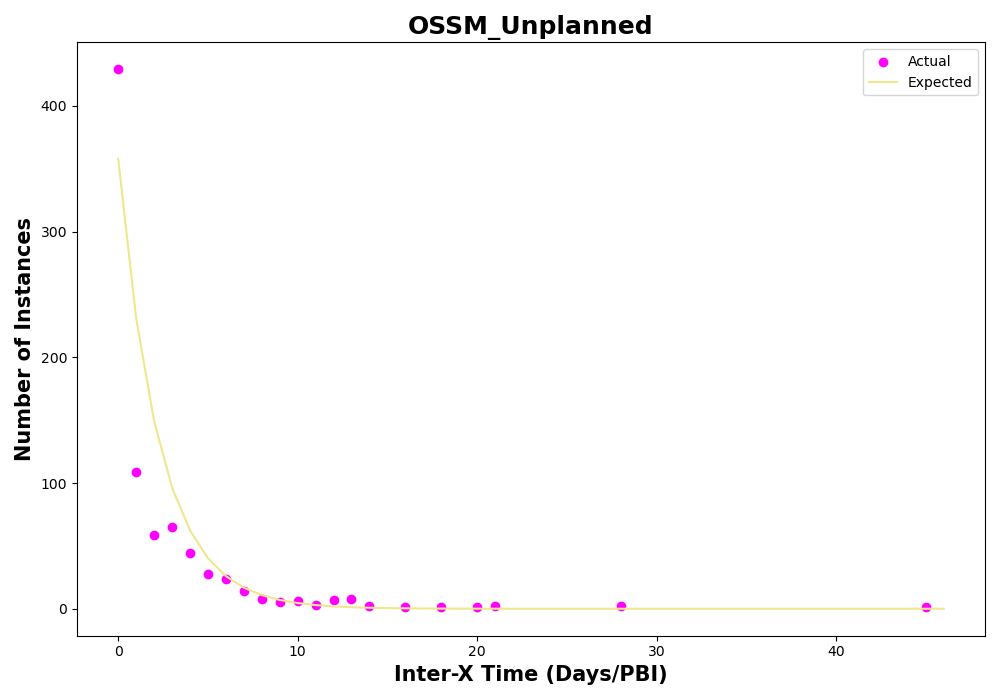 OSSM_Unplanned
Actual
Expected
Number of Instances
400
300
200
100
0
0 10 20 30 40
Inter-X Time (Days/PBI)